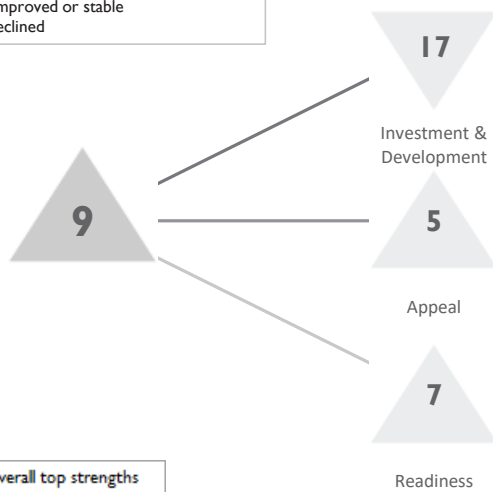 mproved or stable
eclined
17
Investment &
Development
9
5
Appeal
7
verall top strengths
Readiness